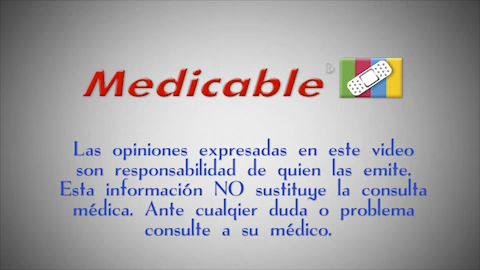 Medicable
Las opiniones expresadas en este video
son responsabilidad de quien las emite.
Esta información NO sustituye la consulta
médica. Ante cualqier duda o problema
consulte a su médico.